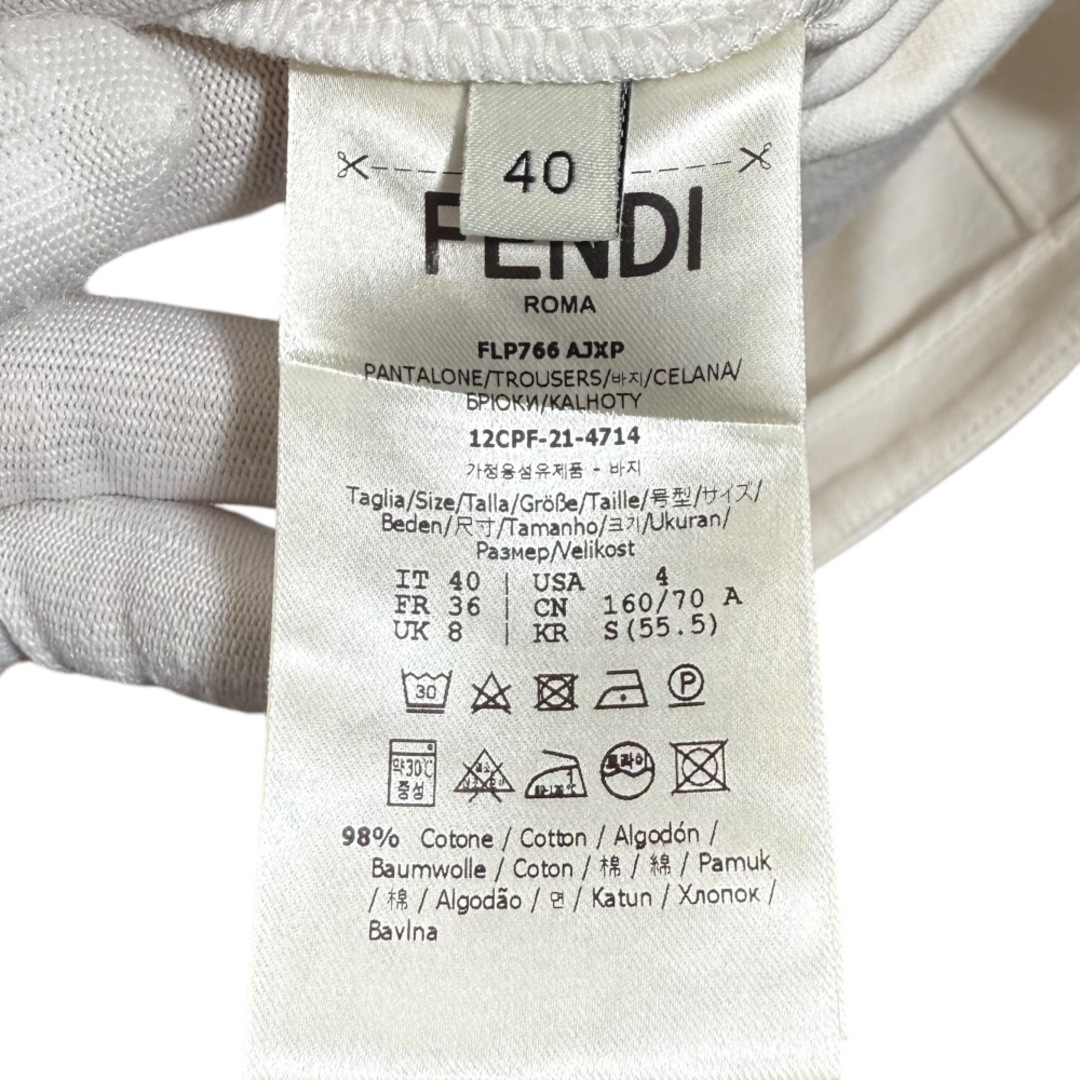 40
FENDI
ROMA
FLP766 AJXP
PANTALONE/TROUSERS/바지/CELANA/
БРЮКИ/KALHOTY
12CPF-21-4714
가정용섬유제품 - 바지
Taglia/Size/Talla/Größe/Taille/号型/サイズ/
Beden/尺寸/Tamanho/크기/Ukuran/
Размер/Velikost
IT 40 | USA 4
FR 36 | CN 160/70 A
UK 8 | KR S(55.5)
30 P
약30℃
중성
드라이
98% Cotone / Cotton / Algodón /
Baumwolle / Coton / 棉 / 綿 / Pamuk
/ 棉 / Algodão / 면 / Katun / Хлопок /
Bavlna